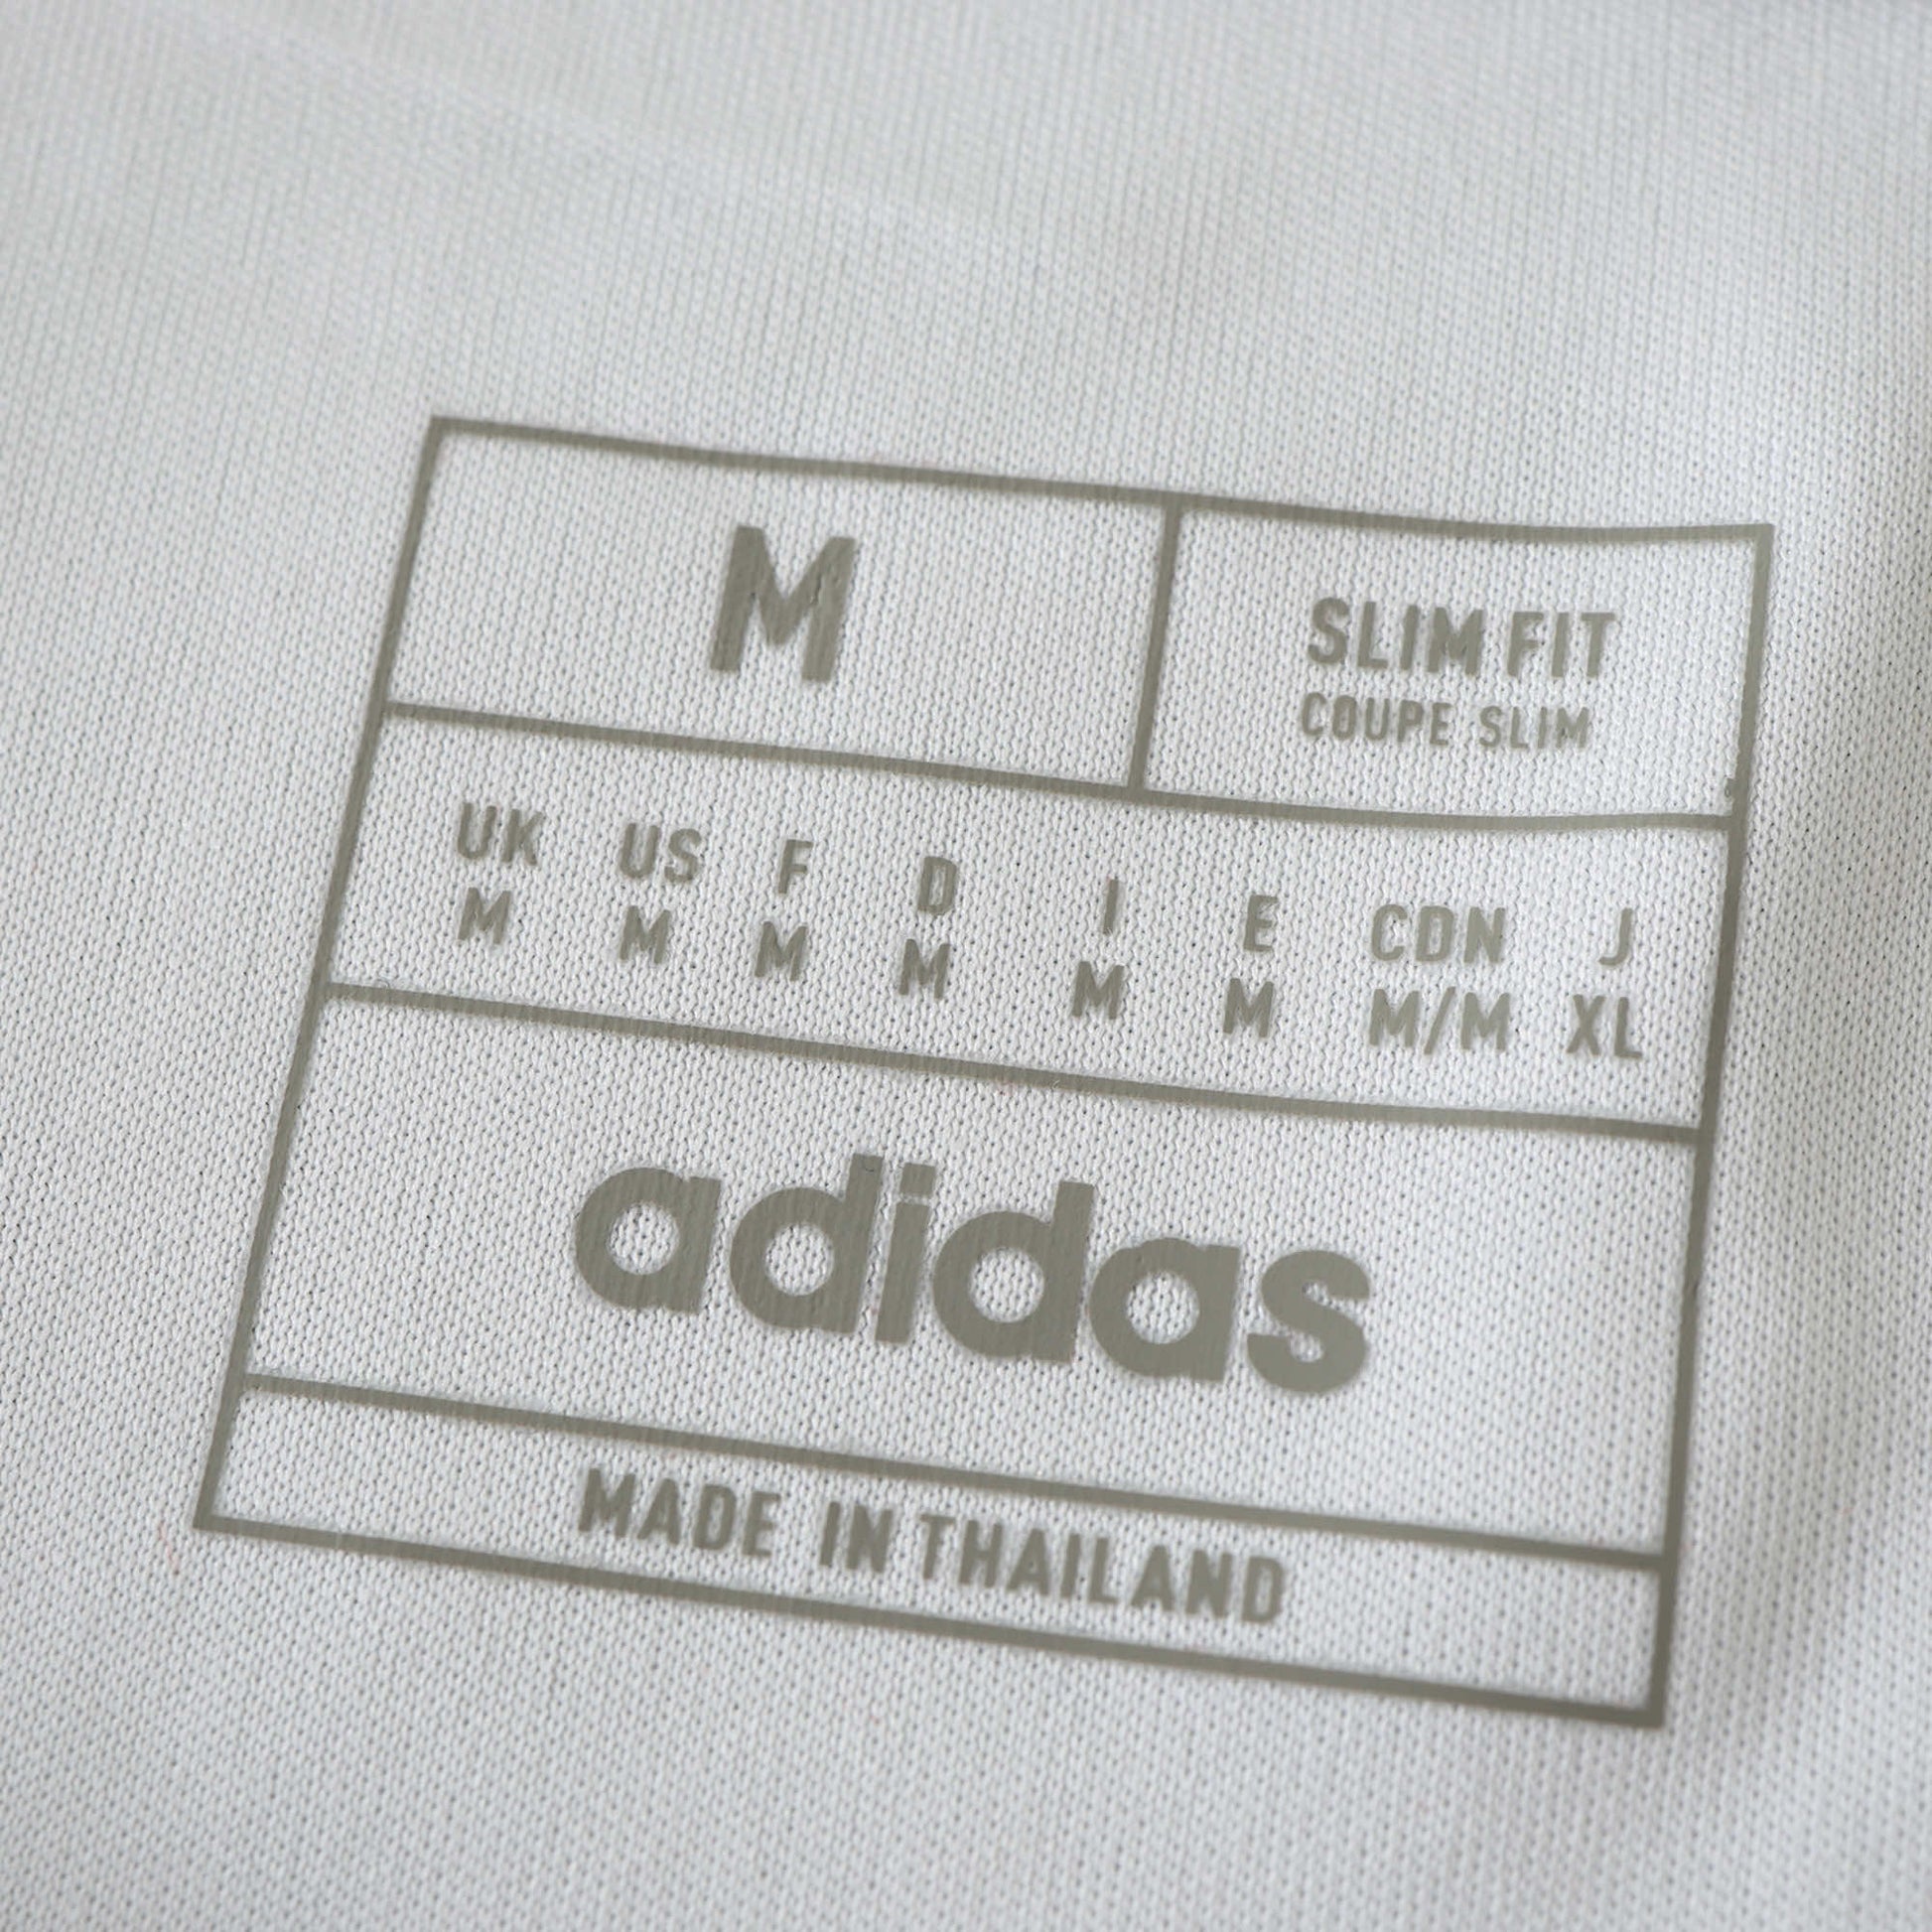 M
SLIM FIT
COUPE SLIM
UK US F D I E CDN J
M M M M M M M/M XL
adidas
MADE IN THAILAND